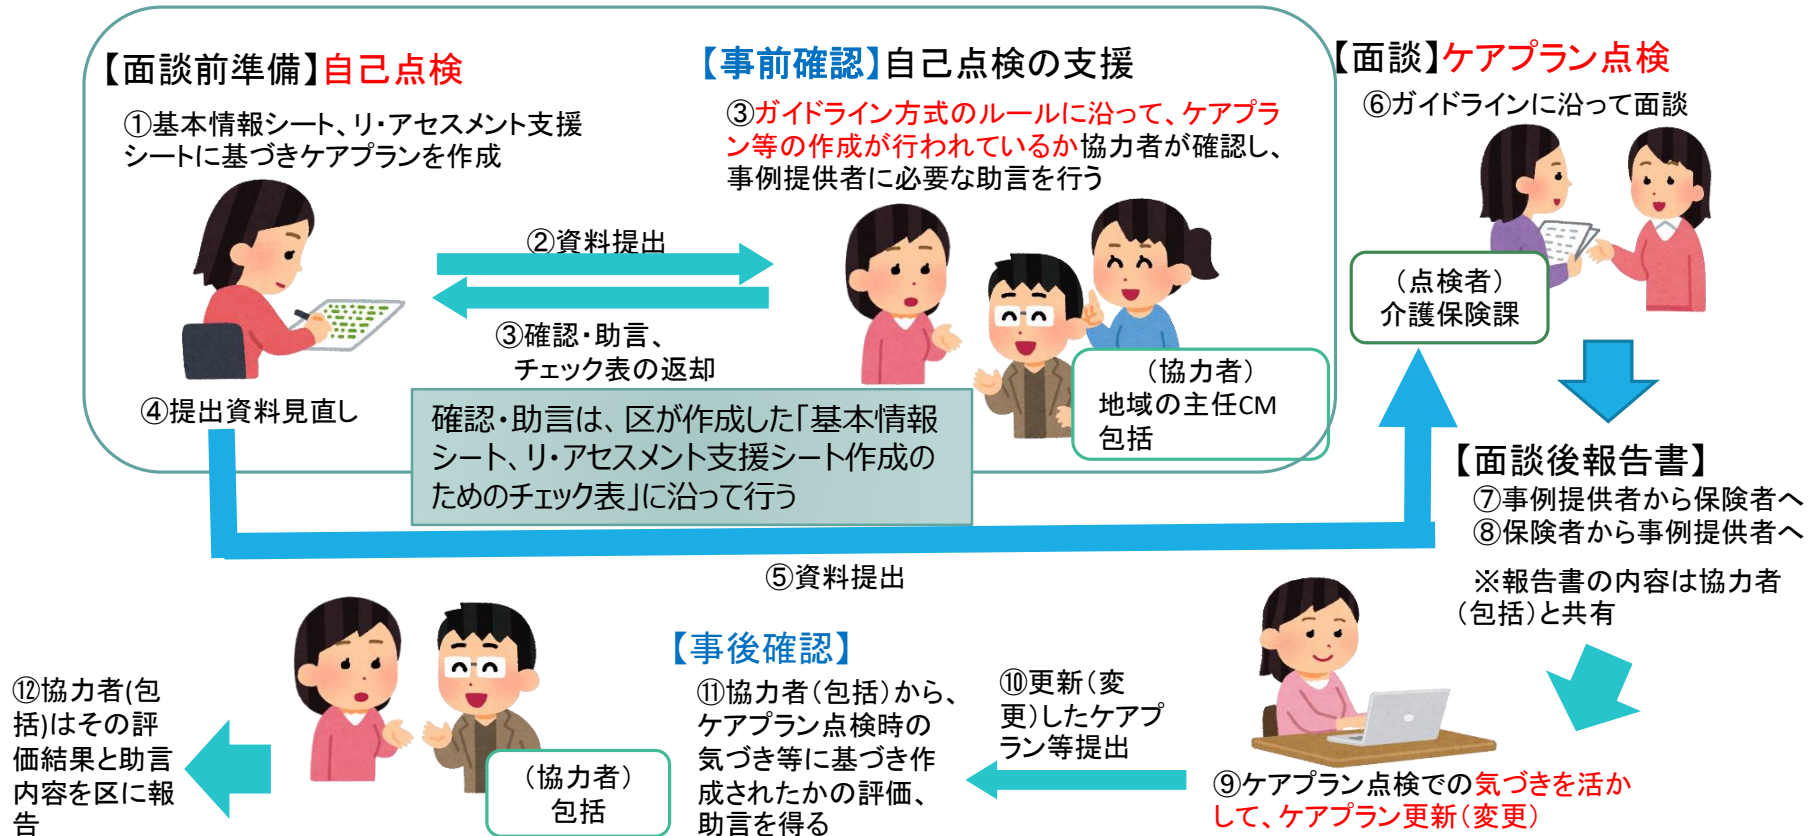 【面談前準備】自己点検
①基本情報シート、リ・アセスメント支援
シートに基づきケアプランを作成
②資料提出
③確認・助言、
チェック表の返却
④提出資料見直し
【事前確認】自己点検の支援
③ガイドライン方式のルールに沿って、ケアプラ
ン等の作成が行われているか協力者が確認し、
事例提供者に必要な助言を行う
（協力者）
地域の主任CM
包括
確認・助言は、区が作成した「基本情報
シート、リ・アセスメント支援シート作成の
ためのチェック表」に沿って行う
⑤資料提出
【面談】ケアプラン点検
⑥ガイドラインに沿って面談
（点検者）
介護保険課
【面談後報告書】
⑦事例提供者から保険者へ
⑧保険者から事例提供者へ
※報告書の内容は協力者
（包括）と共有
⑨ケアプラン点検での気づきを活か
して、ケアプラン更新（変更）
⑩更新（変
更）したケアプ
ラン等提出
【事後確認】
⑪協力者（包括）から、
ケアプラン点検時の
気づき等に基づき作
成されたかの評価、
助言を得る
（協力者）
包括
⑫協力者(包
括)はその評
価結果と助言
内容を区に報
告